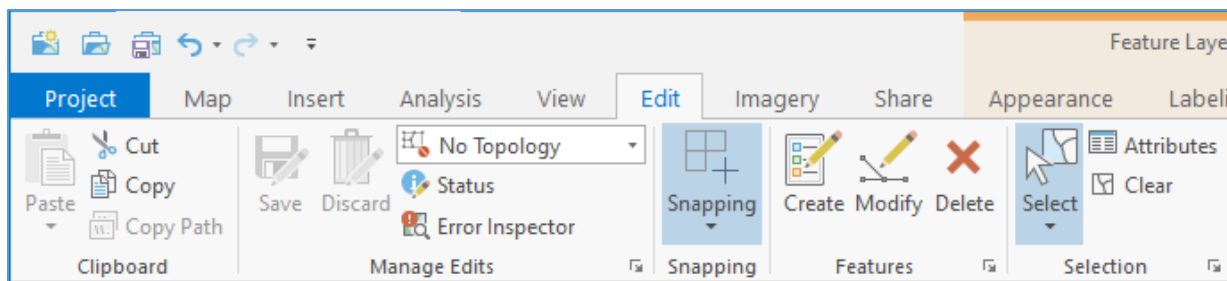 Feature Laye
Project Map Insert Analysis View Edit Imagery Share Appearance Labeli
Paste Cut Copy Copy Path
Save Discard No Topology Status Error Inspector
Snapping
Create Modify Delete
Select Attributes Clear
Clipboard Manage Edits Snapping Features Selection